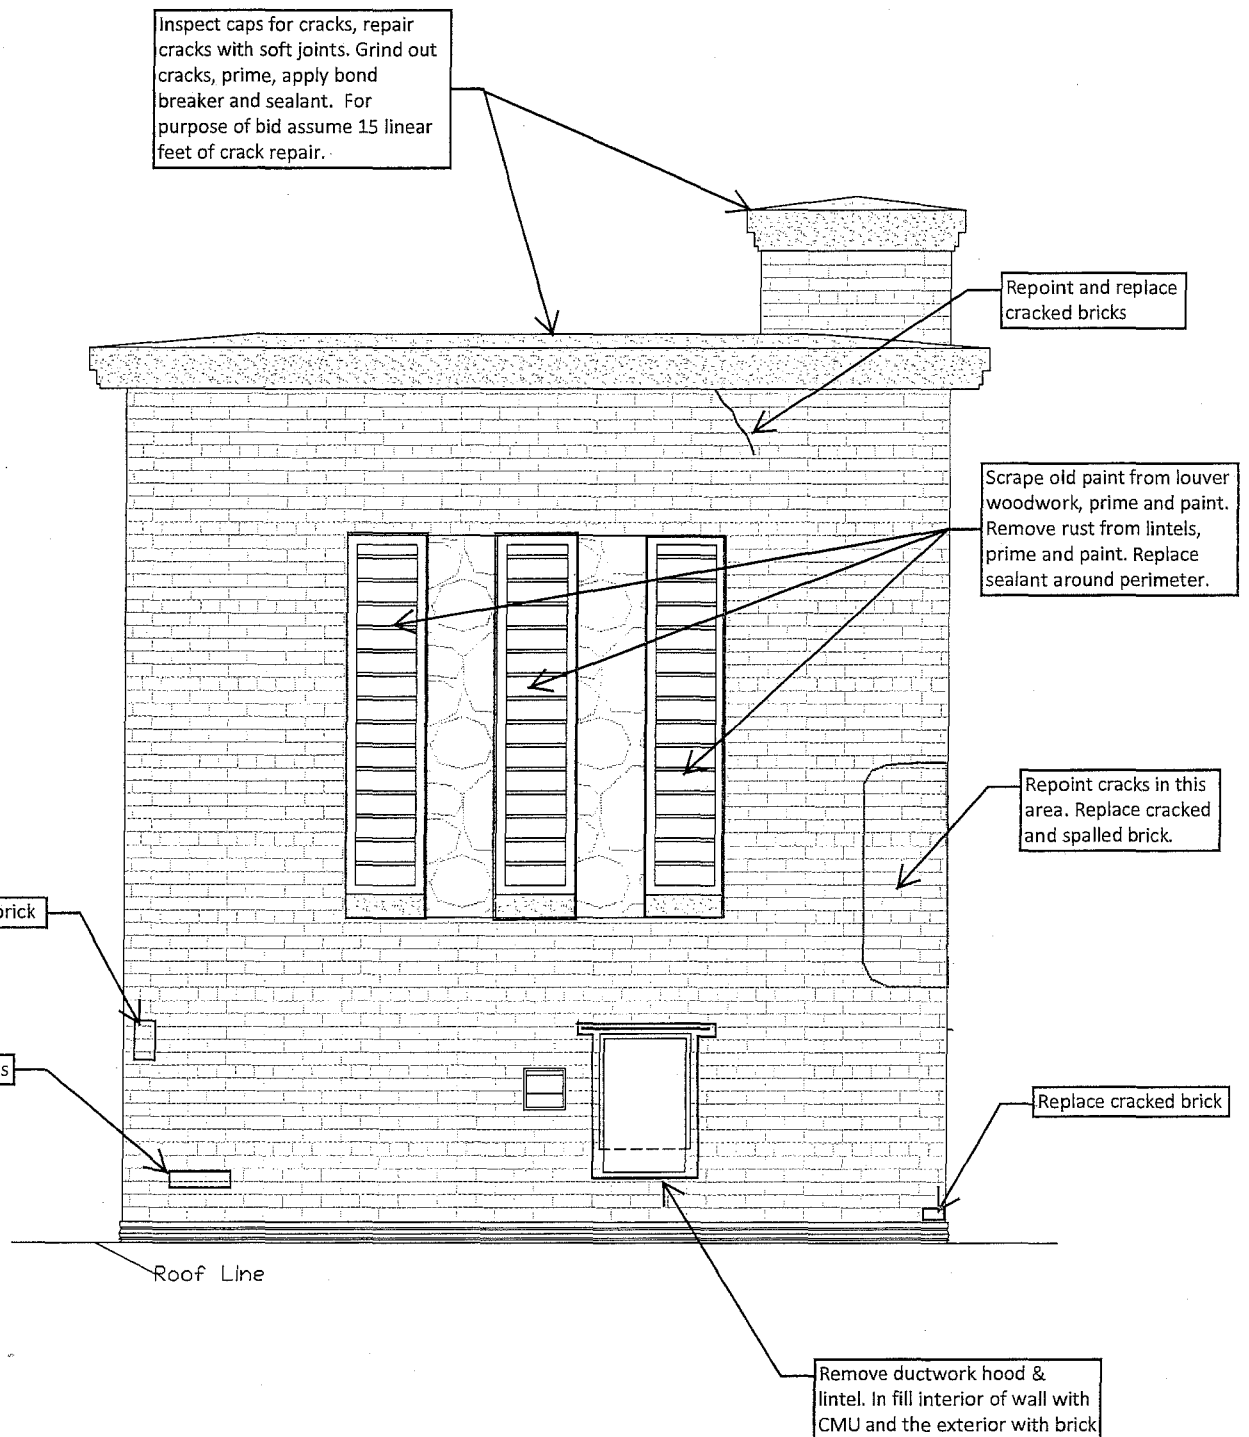 Inspect caps for cracks, repair
cracks with soft joints. Grind out
cracks, prime, apply bond
breaker and sealant. For
purpose of bid assume 15 linear
feet of crack repair.
Repoint and replace
cracked bricks
Scrape old paint from louver
woodwork, prime and paint.
Remove rust from lintels,
prime and paint. Replace
sealant around perimeter.
Repoint cracks in this
area. Replace cracked
and spalled brick.
brick
s
Replace cracked brick
Roof Line
Remove ductwork hood &
lintel. In fill interior of wall with
CMU and the exterior with brick